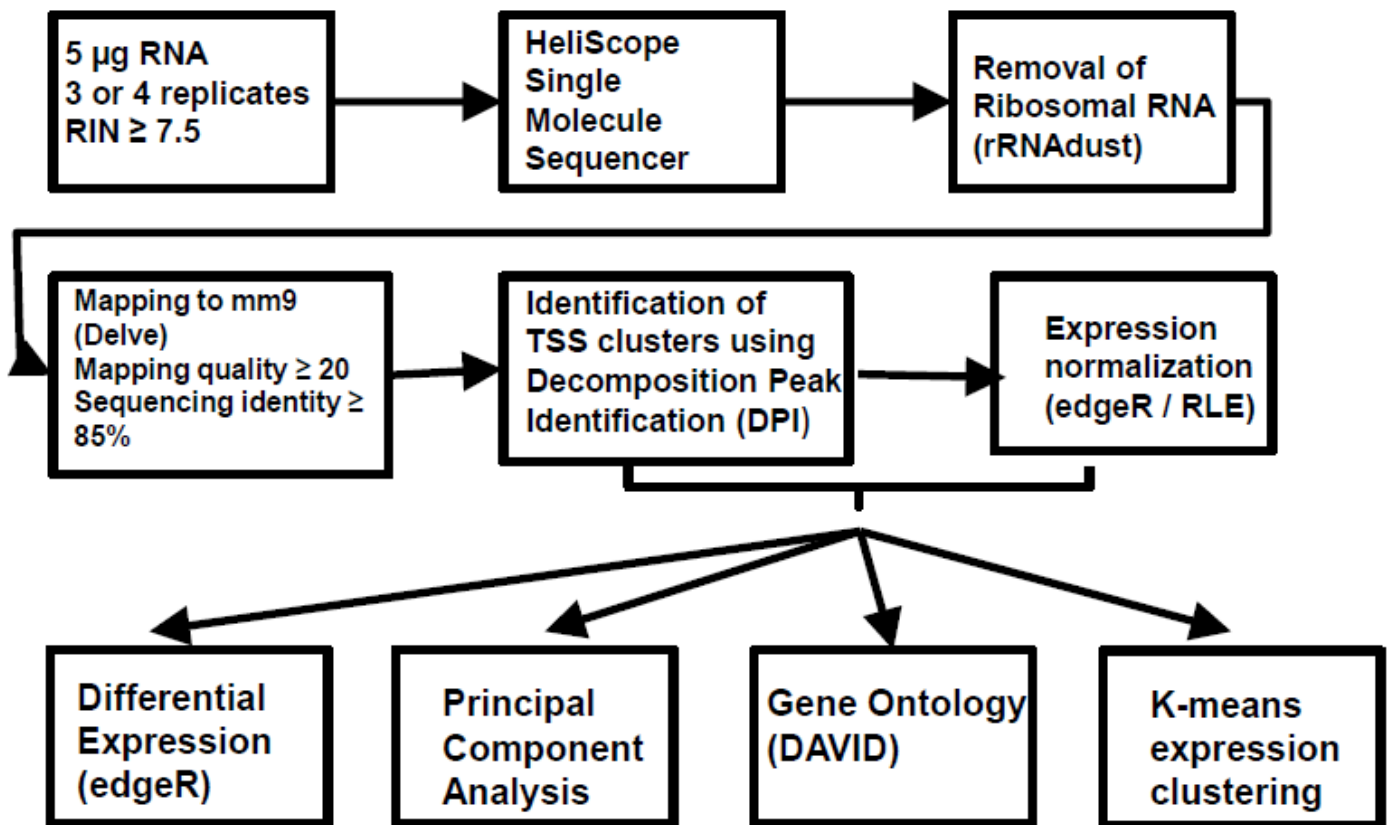 5 µg RNA
3 or 4 replicates
RIN ≥ 7.5
HeliScope
Single
Molecule
Sequencer
Removal of
Ribosomal RNA
(rRNAdust)
Mapping to mm9
(Delve)
Mapping quality ≥ 20
Sequencing identity ≥
85%
Identification of
TSS clusters using
Decomposition Peak
Identification (DPI)
Expression
normalization
(edgeR / RLE)
Differential
Expression
(edgeR)
Principal
Component
Analysis
Gene Ontology
(DAVID)
K-means
expression
clustering